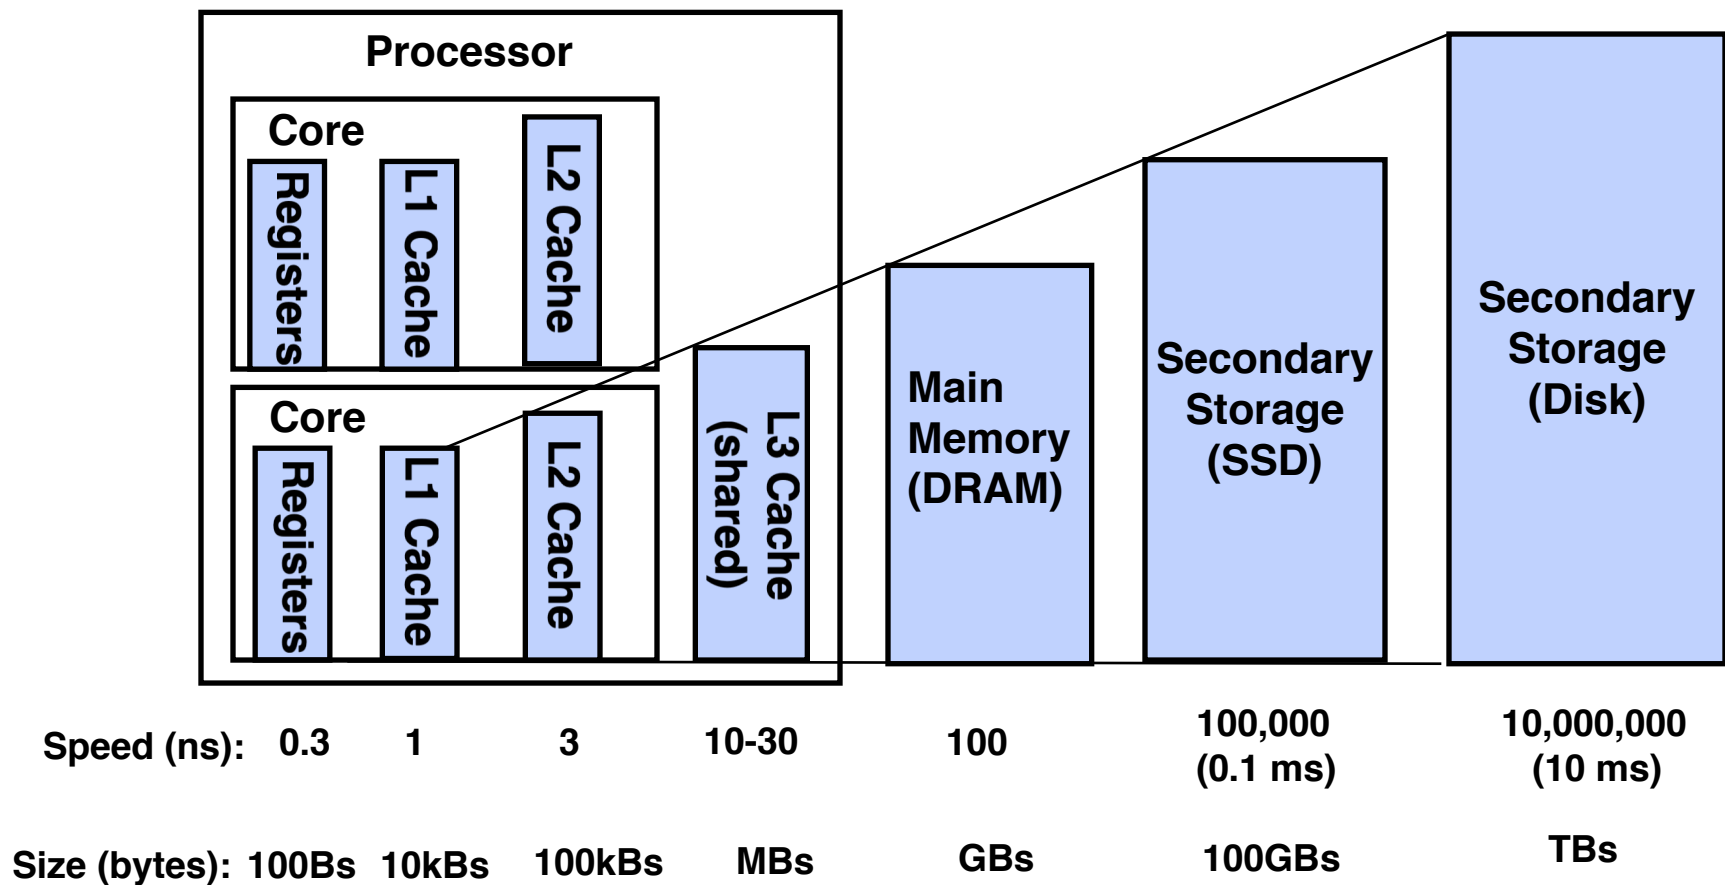 Processor
Core
Registers
L1 Cache
L2 Cache
Core
Registers
L1 Cache
L2 Cache
L3 Cache
(shared)
Main
Memory
(DRAM)
Secondary
Storage
(SSD)
Secondary
Storage
(Disk)
Speed (ns): 0.3 1 3 10-30 100 100,000 10,000,000
(0.1 ms) (10 ms)
Size (bytes): 100Bs 10kBs 100kBs MBs GBs 100GBs TBs